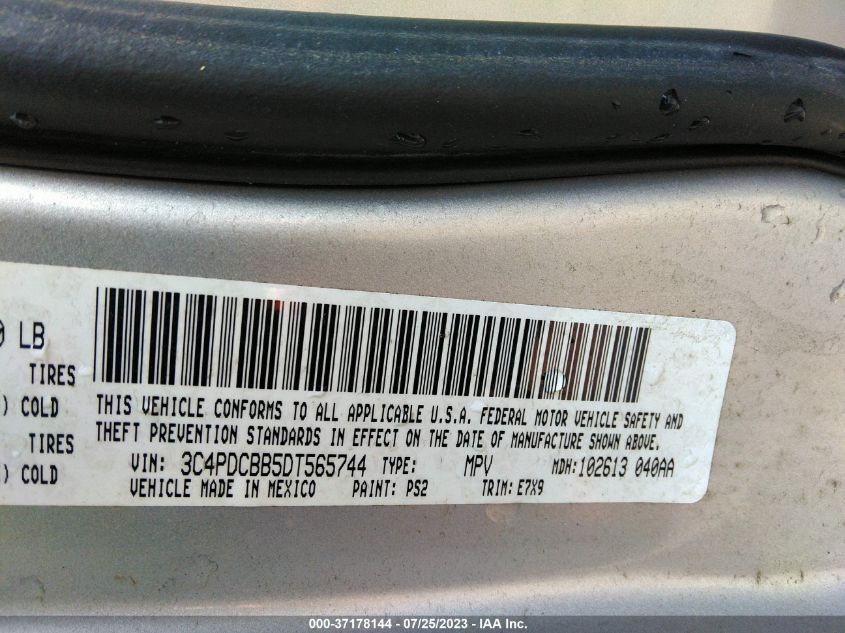 0 LB
TIRES
) COLD
TIRES
) COLD
THIS VEHICLE CONFORMS TO ALL APPLICABLE U.S.A. FEDERAL MOTOR VEHICLE SAFETY AND
THEFT PREVENTION STANDARDS IN EFFECT ON THE DATE OF MANUFACTURE SHOWN ABOVE.
VIN: 3C4PDCBB5DT565744 TYPE: MPV MDH:102613 040AA
VEHICLE MADE IN MEXICO PAINT: PS2 TRIM: E7X9
000-37178144 - 07/25/2023 - IAA Inc.